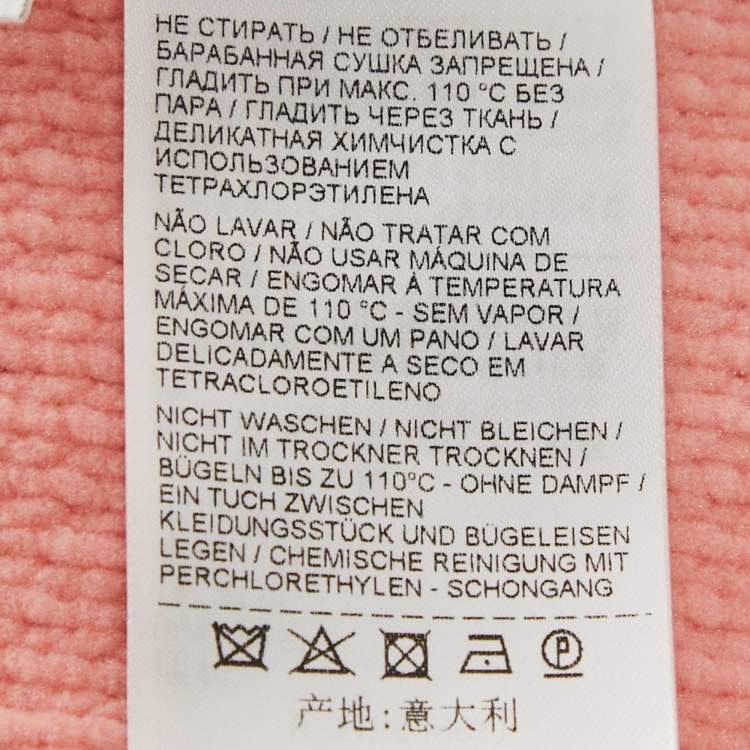 НЕ СТИРАТЬ / НЕ ОТБЕЛИВАТЬ /
БАРАБАННАЯ СУШКА ЗАПРЕЩЕНА /
ГЛАДИТЬ ПРИ МАКС. 110 °C БЕЗ
ПАРА / ГЛАДИТЬ ЧЕРЕЗ ТКАНЬ /
ДЕЛИКАТНАЯ ХИМЧИСТКА С
ИСПОЛЬЗОВАНИЕМ
ТЕТРАХЛОРЭТИЛЕНА
NÃO LAVAR / NÃO TRATAR COM
CLORO / NÃO USAR MÁQUINA DE
SECAR / ENGOMAR À TEMPERATURA
MÁXIMA DE 110 °C - SEM VAPOR /
ENGOMAR COM UM PANO / LAVAR
DELICADAMENTE A SECO EM
TETRACLOROETILENO
NICHT WASCHEN / NICHT BLEICHEN /
NICHT IM TROCKNER TROCKNEN /
BÜGELN BIS ZU 110°C - OHNE DAMPF /
EIN TUCH ZWISCHEN
KLEIDUNGSSTÜCK UND BÜGELEISEN
LEGEN / CHEMISCHE REINIGUNG MIT
PERCHLORETHYLEN - SCHONGANG
P
产地:意大利